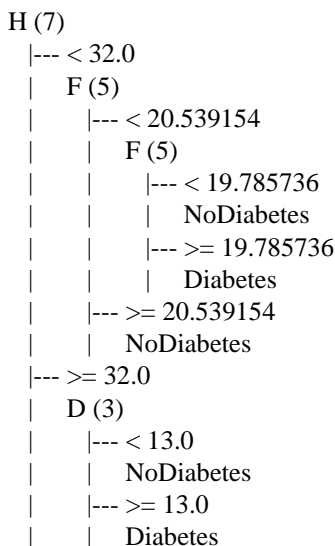 H (7)
|--- < 32.0
| F (5)
| |--- < 20.539154
| | F (5)
| | |--- < 19.785736
| | | NoDiabetes
| | |--- >= 19.785736
| | | Diabetes
| |--- >= 20.539154
| | NoDiabetes
|--- >= 32.0
| D (3)
| |--- < 13.0
| | NoDiabetes
| |--- >= 13.0
| | Diabetes